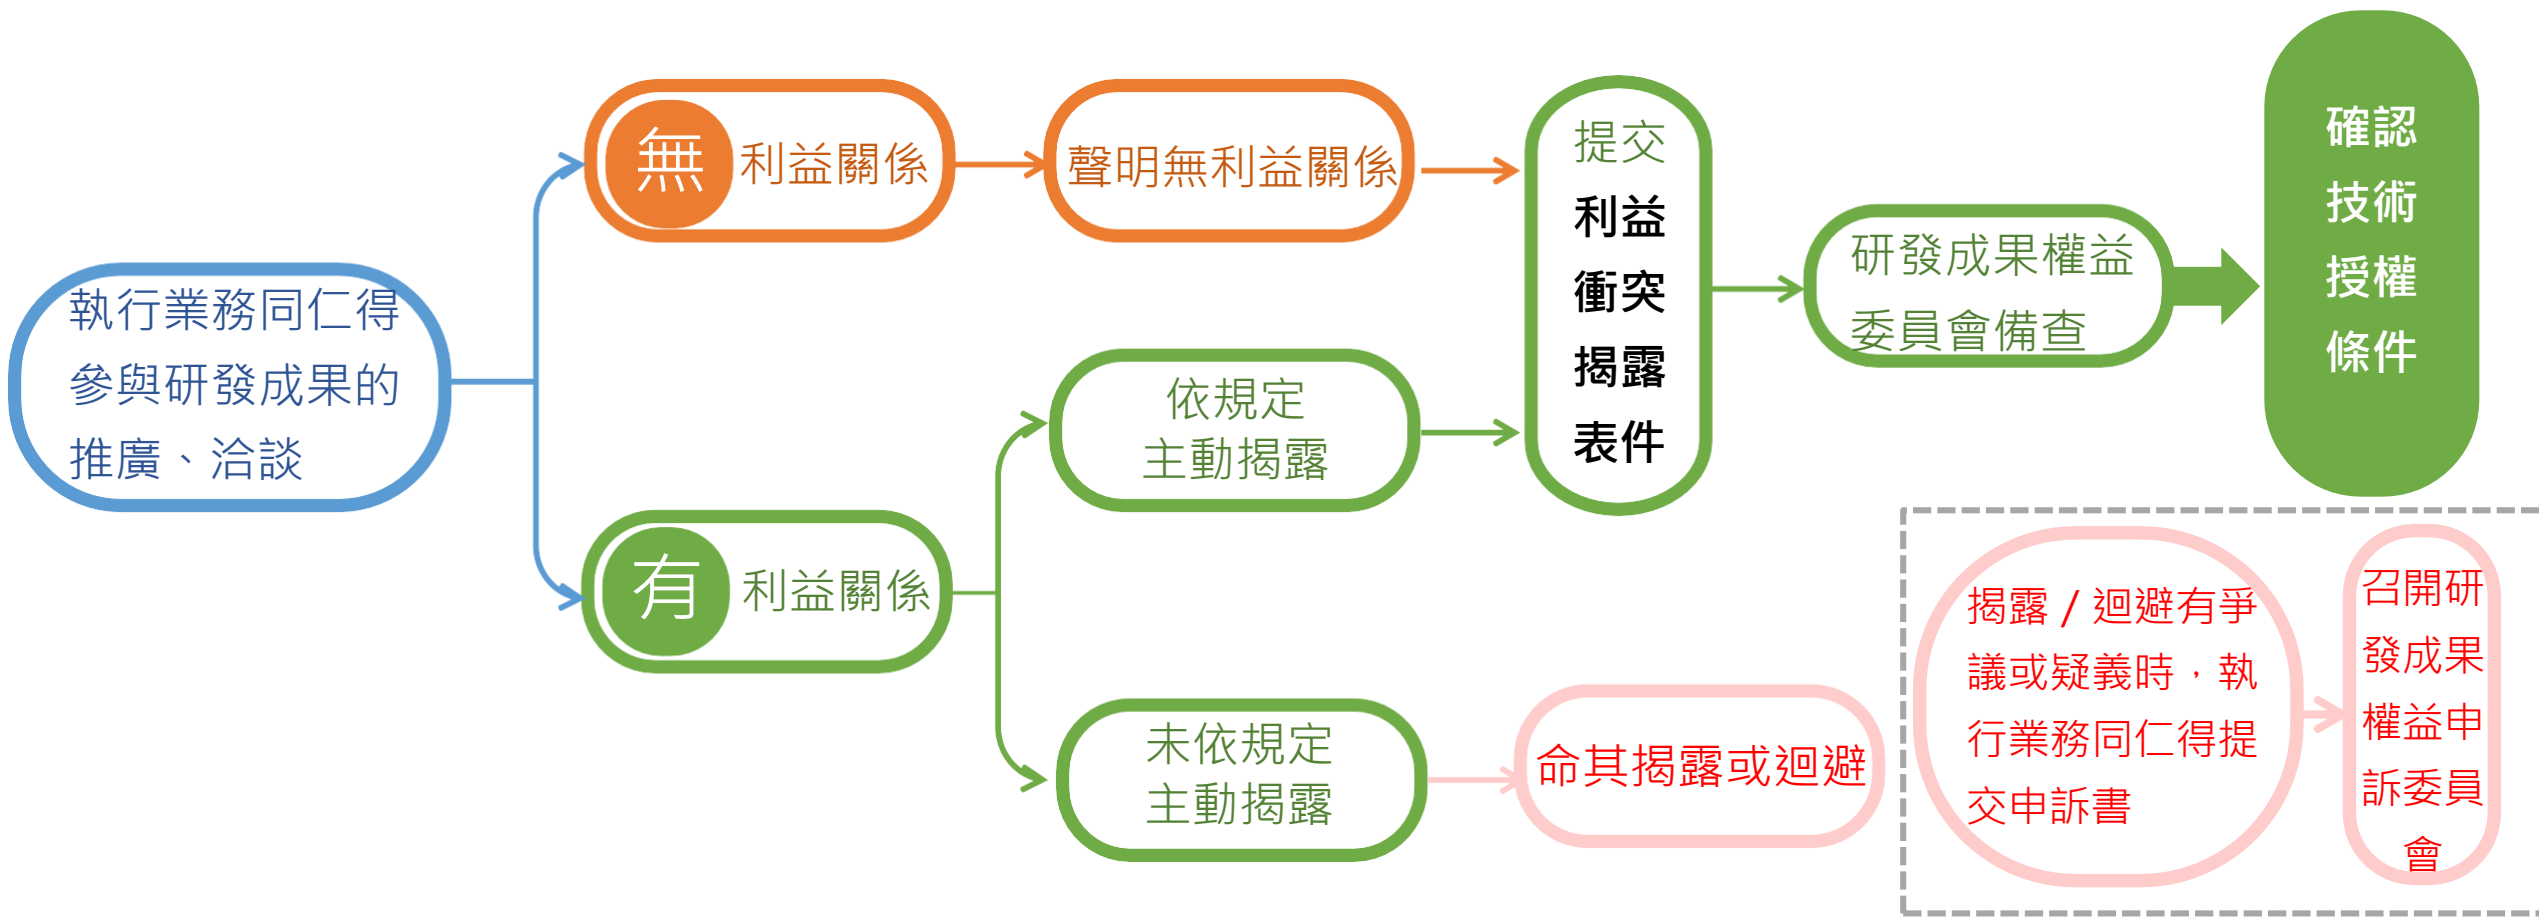 執行業務同仁得
參與研發成果的
推廣、洽談
無 利益關係
聲明無利益關係
有 利益關係
依規定
主動揭露
未依規定
主動揭露
提交
利益
衝突
揭露
表件
研發成果權益
委員會備查
確認
技術
授權
條件
命其揭露或迴避
揭露/迴避有爭
議或疑義時，執
行業務同仁得提
交申訴書
召開研
發成果
權益申
訴委員
會